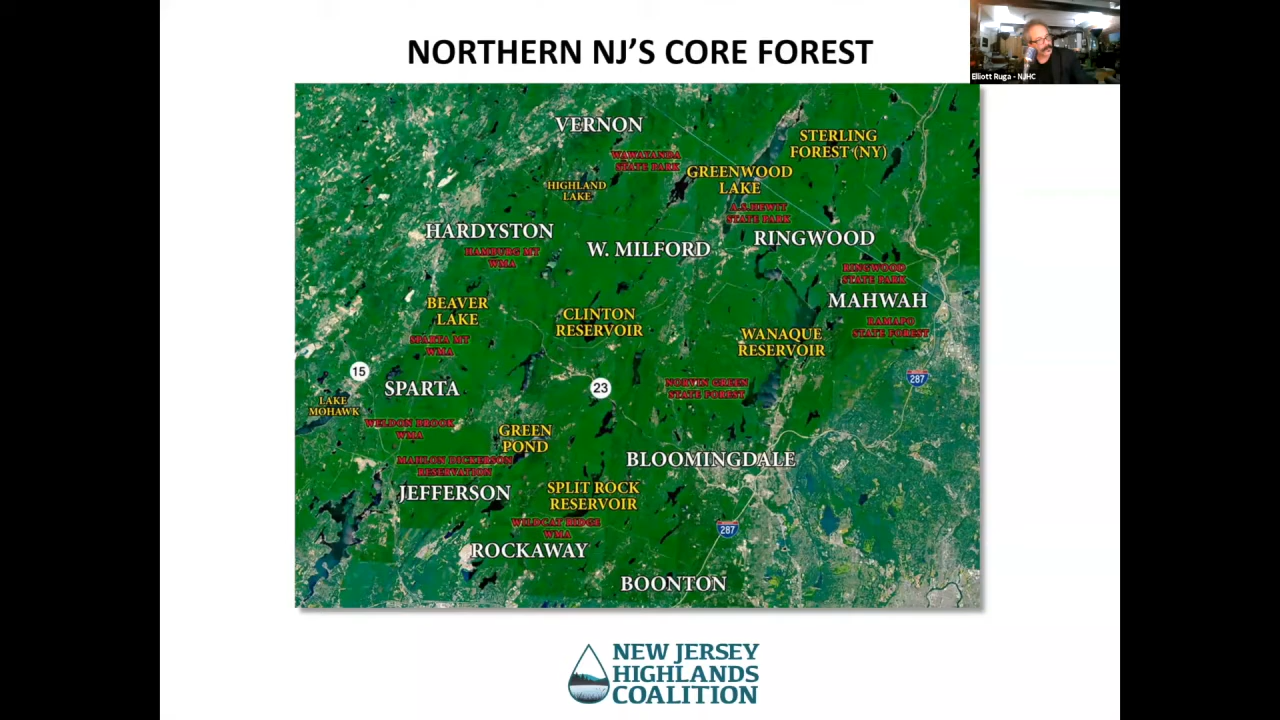 NORTHERN NJ'S CORE FOREST
Elliott Ruga - NJHC
VERNON
STERLING
FOREST (NY)
WAWAYANDA
STATE PARK
GREENWOOD
LAKE
HIGHLAND
LAKE
A.S. HEWIT
STATE PARK
HARDYSTON
W. MILFORD
RINGWOOD
HAMBURG MT
WMA
RINGWOOD
STATE PARK
MAHWAH
BEAVER
LAKE
CLINTON
RESERVOIR
WANAQUE
RESERVOIR
RAMAPO
STATE FOREST
SPARTA MT
WMA
15
SPARTA
23
NORVIN GREEN
STATE FOREST
287
LAKE
MOHAWK
WELDON BROOK
WMA
GREEN
POND
MAHLON DICKERSON
RESERVATION
BLOOMINGDALE
JEFFERSON
SPLIT ROCK
RESERVOIR
WILDCAT RIDGE
WMA
287
ROCKAWAY
BOONTON
NEW JERSEY
HIGHLANDS
COALITION